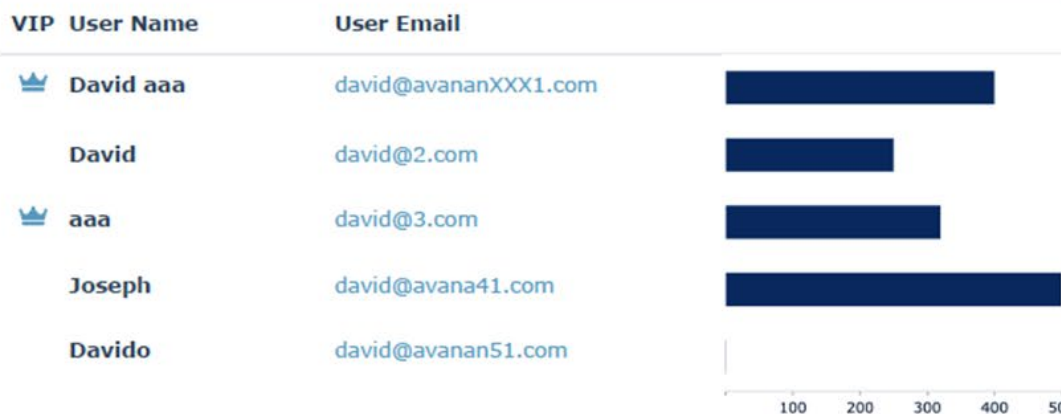 VIP User Name User Email
David aaa david@avananXXX1.com
David david@2.com
aaa david@3.com
Joseph david@avana41.com
Davido david@avanan51.com
100 200 300 400